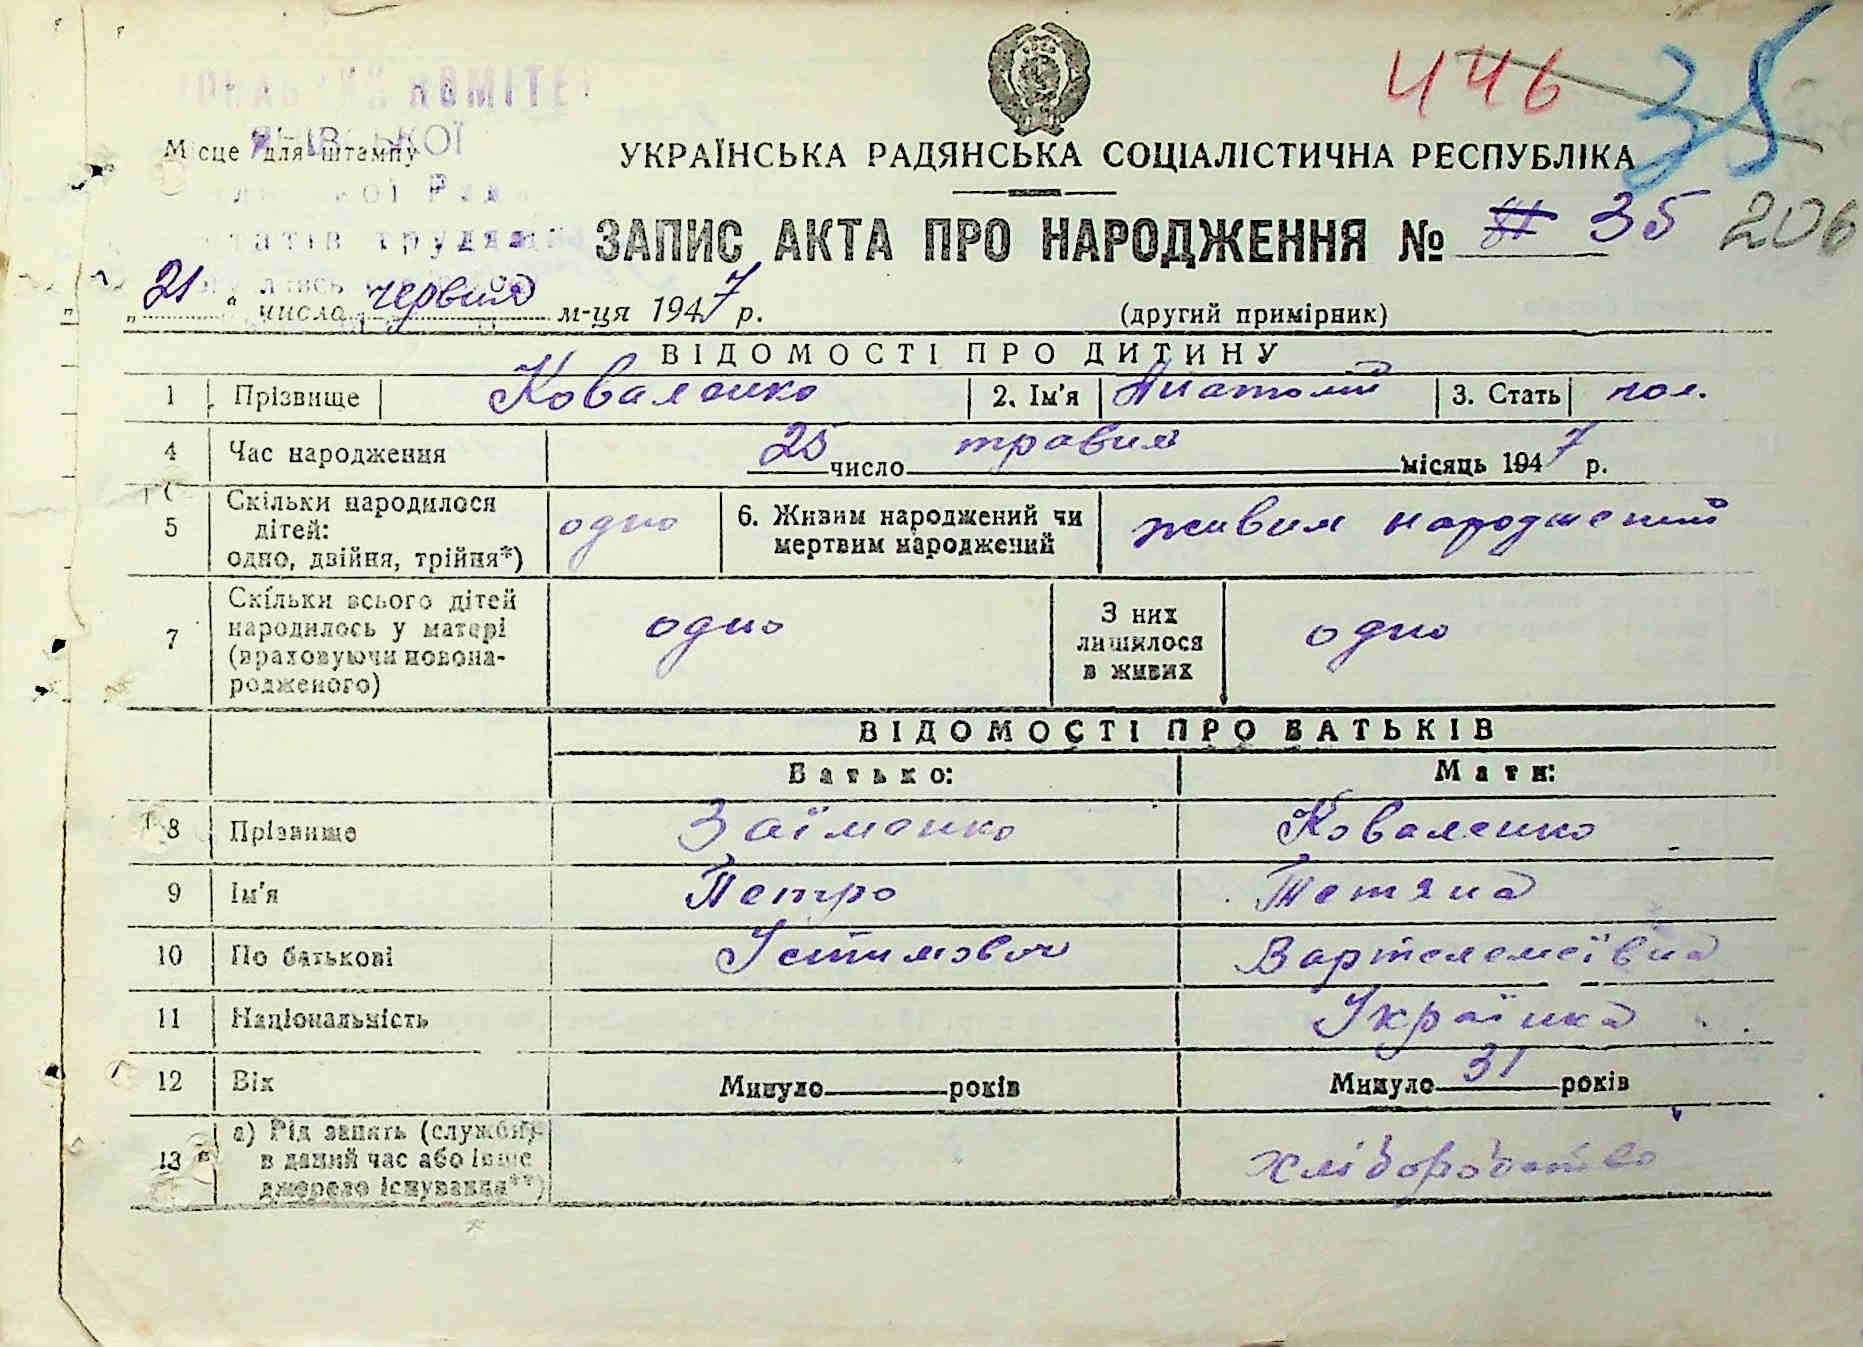 446 35
КОМІТЕ
Місце для штампу
УКРАЇНСЬКА РАДЯНСЬКА СОЦІАЛІСТИЧНА РЕСПУБЛІКА
ЗАПИС АКТА ПРО НАРОДЖЕННЯ № 35 206
„21“ число червня м-ця 1947 р.
(другий примірник)
ВІДОМОСТІ ПРО ДИТИНУ
1 Прізвище Коваленко 2. Ім'я Анатолій 3. Стать чол.
4 Час народження 25 число травня місяць 1947 р.
5 Скільки народилося дітей: одно, двійня, трійня*) одно 6. Живим народжений чи мертвим народжений живим народжений
7 Скільки всього дітей народилось у матері (враховуючи новонародженого) одно З них лишилося в живих одно
ВІДОМОСТІ ПРО БАТЬКІВ
Батько: Мати:
8 Прізвище Заїменко Коваленко
9 Ім'я Петро Тетяна
10 По батькові Устимович Вартелемеївна
11 Національність Українка
12 Вік Минуло років Минуло 31 років
13 а) Рід занять (служби) в даний час або інше джерело існування**) хліборобство